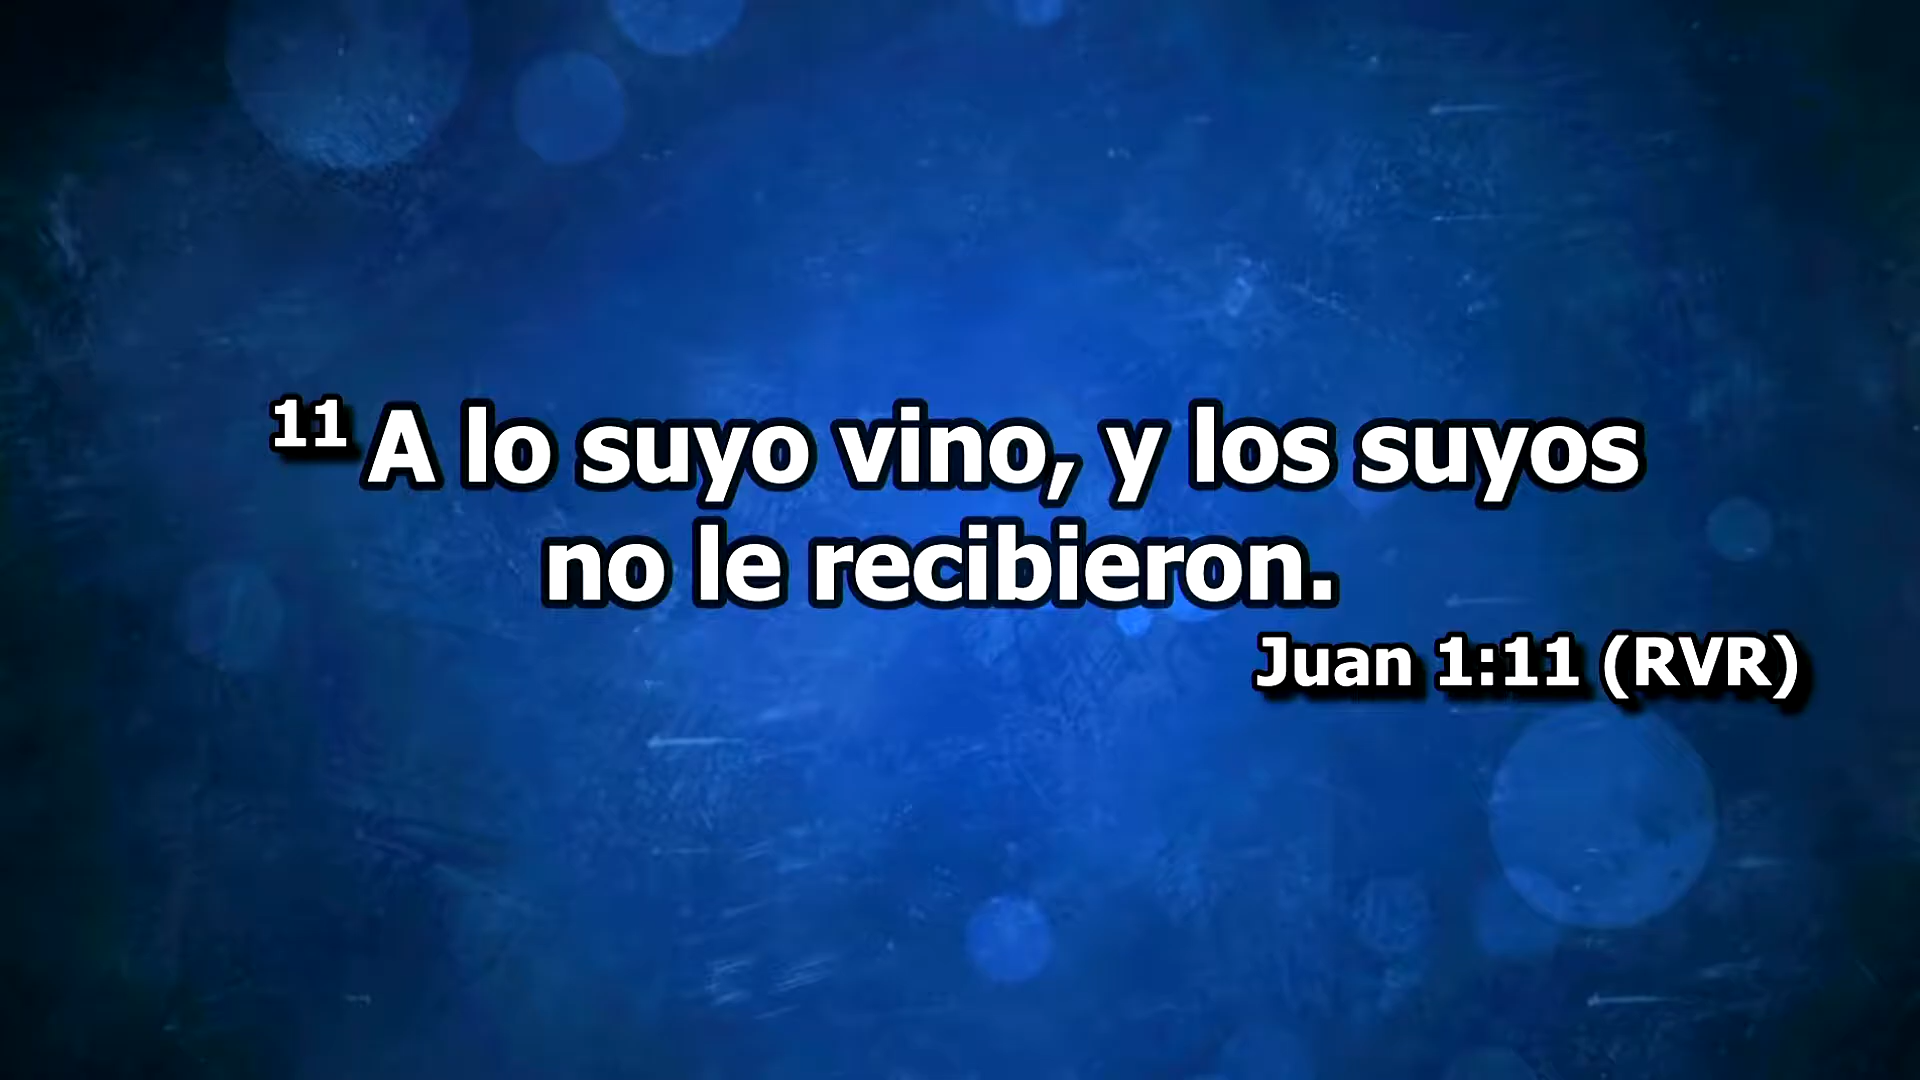 11 A lo suyo vino, y los suyos
no le recibieron.
Juan 1:11 (RVR)